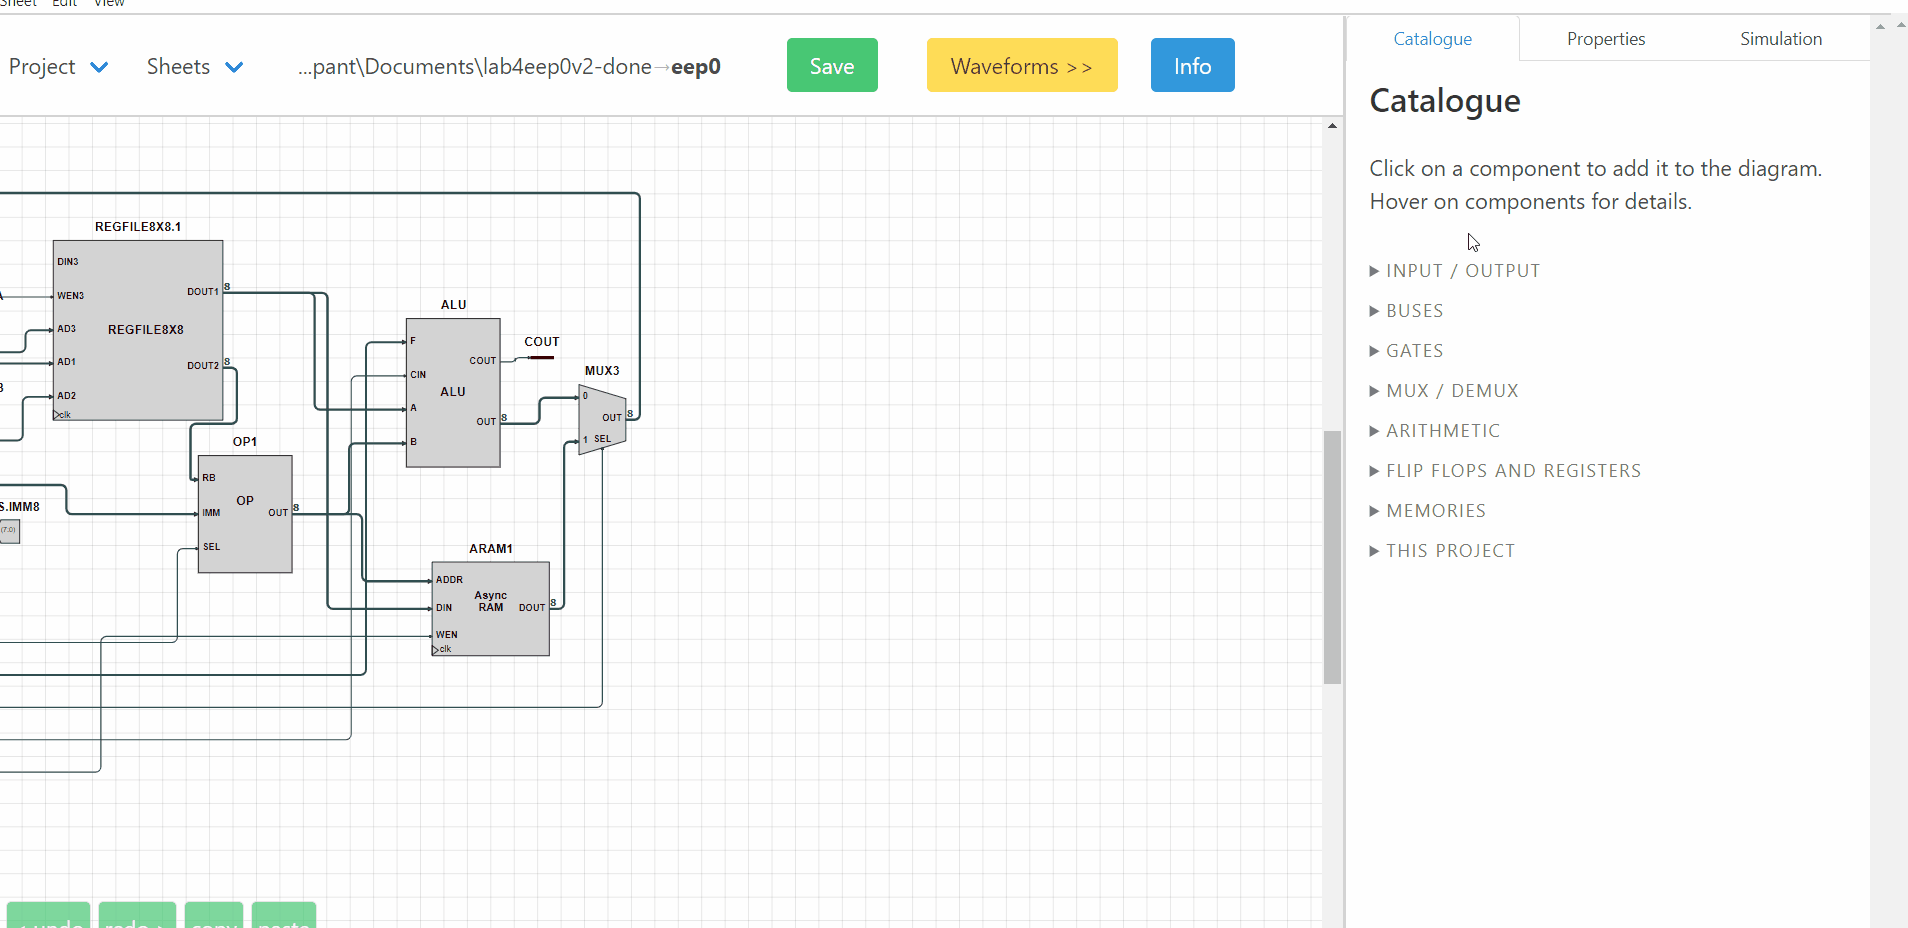 Sheet Edit View
Project Sheets ...pant\Documents\lab4eep0v2-done→eep0 Save Waveforms >> Info
Catalogue Properties Simulation
Catalogue
Click on a component to add it to the diagram.
Hover on components for details.
▶ INPUT / OUTPUT
▶ BUSES
▶ GATES
▶ MUX / DEMUX
▶ ARITHMETIC
▶ FLIP FLOPS AND REGISTERS
▶ MEMORIES
▶ THIS PROJECT
REGFILE8X8.1
DIN3
WEN3
DOUT1 8
AD3
REGFILE8X8
AD1
DOUT2 8
AD2
clk
OP1
RB
OP
IMM
OUT 8
SEL
S.IMM8
(7:0)
ALU
F
COUT
CIN
ALU
A
OUT 8
B
COUT
MUX3
0
OUT 8
1 SEL
ARAM1
ADDR
Async
RAM
DIN
DOUT 8
WEN
clk
< undo redo > copy paste